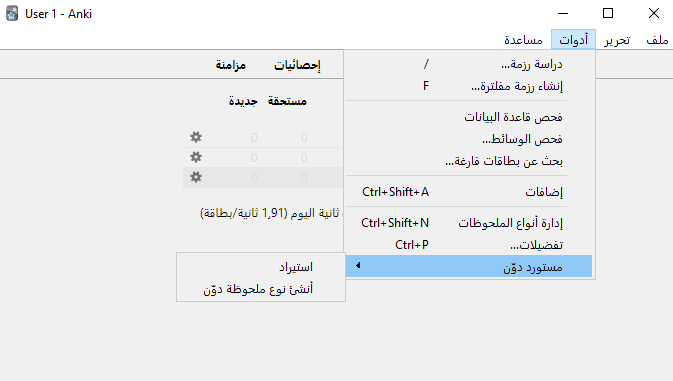 User 1 - Anki
ملف تحرير أدوات مساعدة
إحصائيات مزامنة
دراسة رزمة... /
إنشاء رزمة مفلترة... F
فحص قاعدة البيانات
فحص الوسائط...
بحث عن بطاقات فارغة...
إضافات Ctrl+Shift+A
إدارة أنواع الملحوظات Ctrl+Shift+N
تفضيلات... Ctrl+P
مستورد دوّن
مستحقة جديدة
0 0
0 0
0 0
ثانية اليوم (1,91 ثانية/بطاقة)
استيراد
أنشئ نوع ملحوظة دوّن